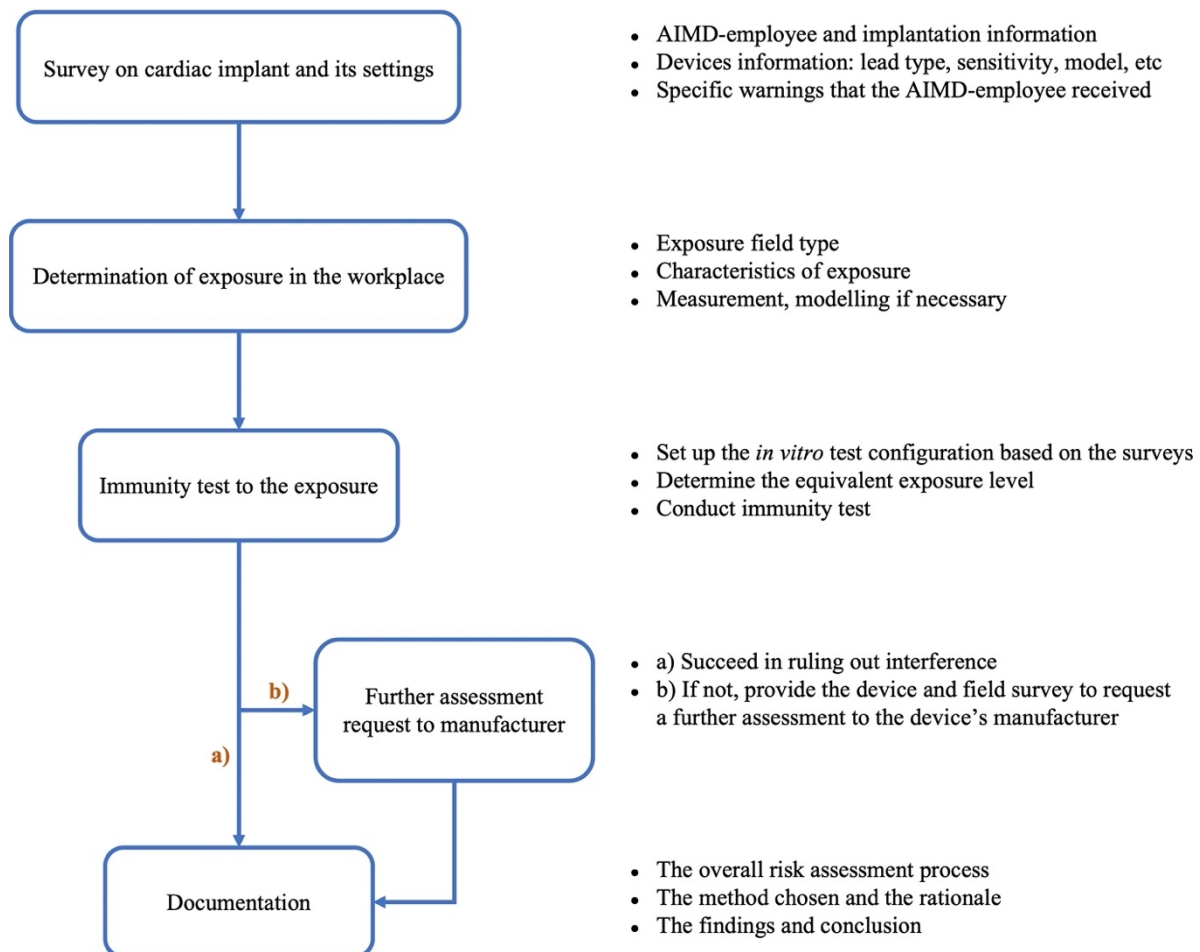 Survey on cardiac implant and its settings
• AIMD-employee and implantation information
• Devices information: lead type, sensitivity, model, etc
• Specific warnings that the AIMD-employee received
Determination of exposure in the workplace
• Exposure field type
• Characteristics of exposure
• Measurement, modelling if necessary
Immunity test to the exposure
• Set up the in vitro test configuration based on the surveys
• Determine the equivalent exposure level
• Conduct immunity test
b)
a)
Further assessment
request to manufacturer
• a) Succeed in ruling out interference
• b) If not, provide the device and field survey to request
a further assessment to the device’s manufacturer
Documentation
• The overall risk assessment process
• The method chosen and the rationale
• The findings and conclusion